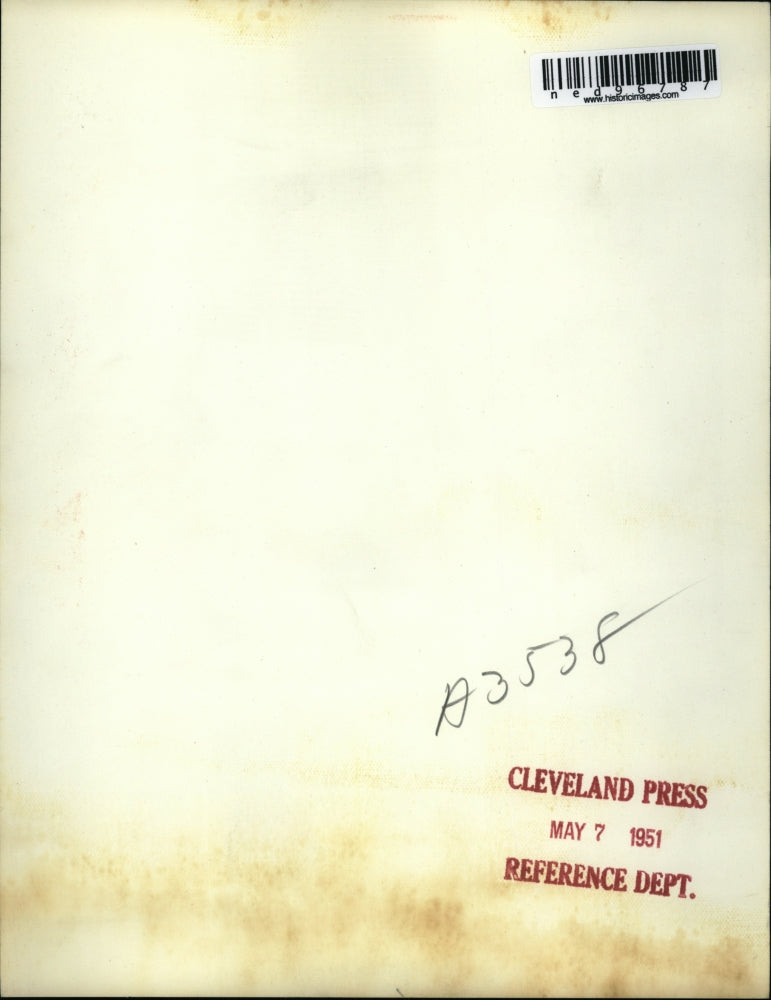 ned96787
www.historicimages.com
A3538
CLEVELAND PRESS
MAY 7 1951
REFERENCE DEPT.